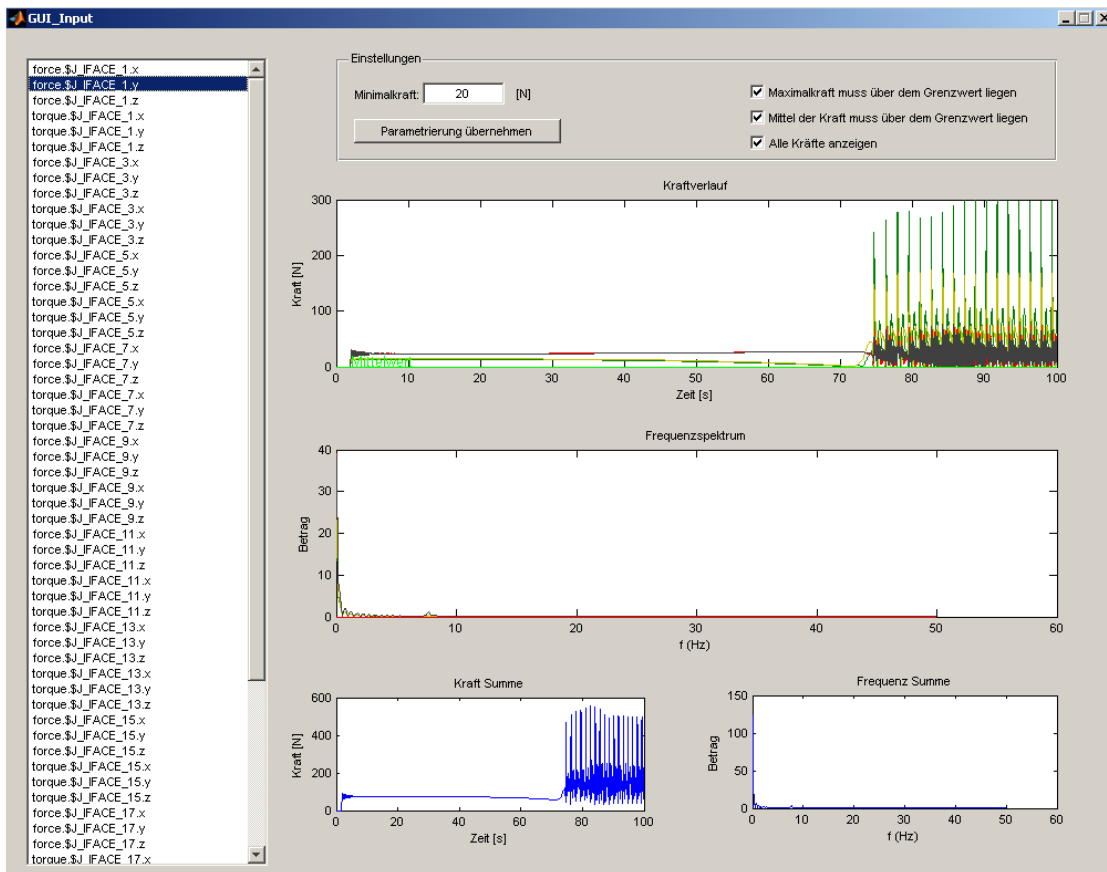 GUI_Input
force.$J_IFACE_1.x
force.$J_IFACE_1.y
force.$J_IFACE_1.z
torque.$J_IFACE_1.x
torque.$J_IFACE_1.y
torque.$J_IFACE_1.z
force.$J_IFACE_3.x
force.$J_IFACE_3.y
force.$J_IFACE_3.z
torque.$J_IFACE_3.x
torque.$J_IFACE_3.y
torque.$J_IFACE_3.z
force.$J_IFACE_5.x
force.$J_IFACE_5.y
force.$J_IFACE_5.z
torque.$J_IFACE_5.x
torque.$J_IFACE_5.y
torque.$J_IFACE_5.z
force.$J_IFACE_7.x
force.$J_IFACE_7.y
force.$J_IFACE_7.z
torque.$J_IFACE_7.x
torque.$J_IFACE_7.y
torque.$J_IFACE_7.z
force.$J_IFACE_9.x
force.$J_IFACE_9.y
force.$J_IFACE_9.z
torque.$J_IFACE_9.x
torque.$J_IFACE_9.y
torque.$J_IFACE_9.z
force.$J_IFACE_11.x
force.$J_IFACE_11.y
force.$J_IFACE_11.z
torque.$J_IFACE_11.x
torque.$J_IFACE_11.y
torque.$J_IFACE_11.z
force.$J_IFACE_13.x
force.$J_IFACE_13.y
force.$J_IFACE_13.z
torque.$J_IFACE_13.x
torque.$J_IFACE_13.y
torque.$J_IFACE_13.z
force.$J_IFACE_15.x
force.$J_IFACE_15.y
force.$J_IFACE_15.z
torque.$J_IFACE_15.x
torque.$J_IFACE_15.y
torque.$J_IFACE_15.z
force.$J_IFACE_17.x
force.$J_IFACE_17.y
force.$J_IFACE_17.z
torque.$J_IFACE_17.x
Einstellungen
Minimalkraft: 20 [N]
Parametrierung übernehmen
Maximalkraft muss über dem Grenzwert liegen
Mittel der Kraft muss über dem Grenzwert liegen
Alle Kräfte anzeigen
Kraftverlauf
Kraft [N]
300
200
100
0
0 10 20 30 40 50 60 70 80 90 100
Zeit [s]
Frequenzspektrum
Betrag
40
30
20
10
0
0 10 20 30 40 50 60
f (Hz)
Kraft Summe
Kraft [N]
600
400
200
0
0 20 40 60 80 100
Zeit [s]
Frequenz Summe
Betrag
150
100
50
0
0 10 20 30 40 50 60
f (Hz)